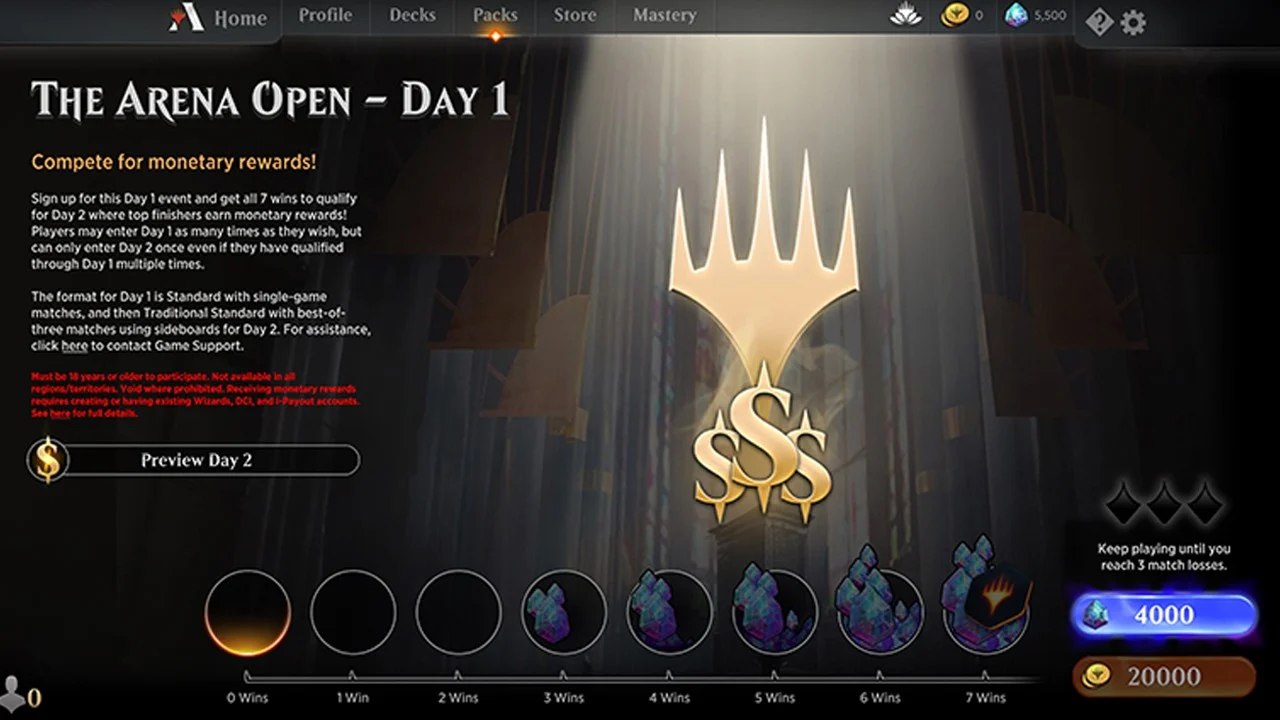 Home Profile Decks Packs Store Mastery 0 5,500
THE ARENA OPEN – DAY 1
Compete for monetary rewards!
Sign up for this Day 1 event and get all 7 wins to qualify
for Day 2 where top finishers earn monetary rewards!
Players may enter Day 1 as many times as they wish, but
can only enter Day 2 once even if they have qualified
through Day 1 multiple times.
The format for Day 1 is Standard with single-game
matches, and then Traditional Standard with best-of-
three matches using sideboards for Day 2. For assistance,
click here to contact Game Support.
Must be 18 years or older to participate. Not available in all
regions/territories. Void where prohibited. Receiving monetary rewards
requires creating or having existing Wizards, DCI, and i-Payout accounts.
See here for full details.
$ Preview Day 2
$$$
Keep playing until you
reach 3 match losses.
4000
20000
0 Wins 1 Win 2 Wins 3 Wins 4 Wins 5 Wins 6 Wins 7 Wins
0